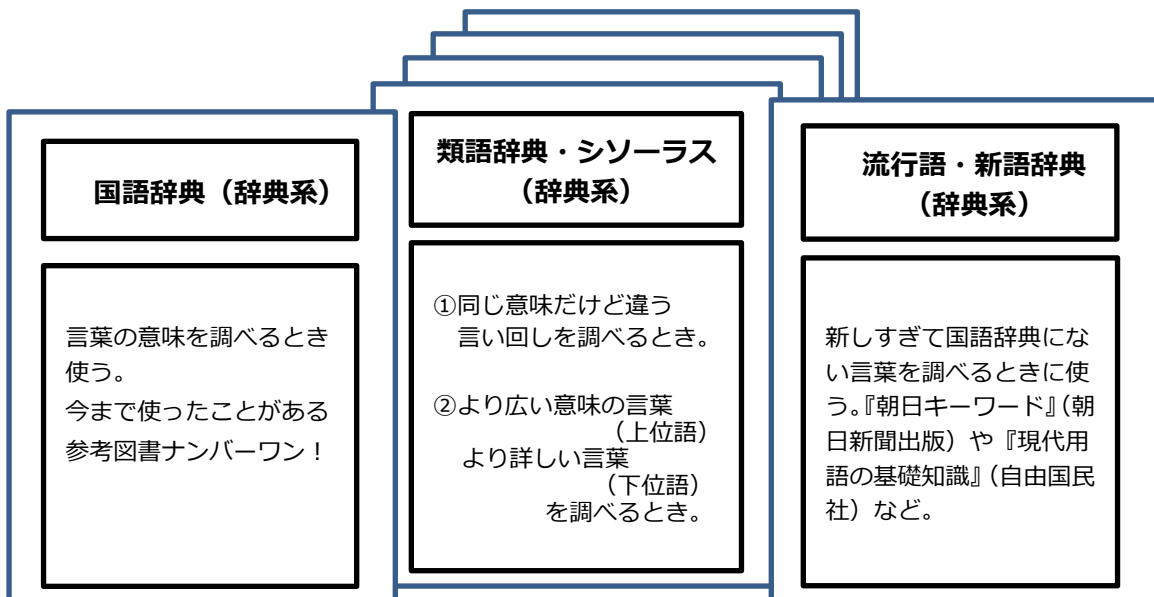 国語辞典（辞典系）
言葉の意味を調べるとき
使う。
今まで使ったことがある
参考図書ナンバーワン！
類語辞典・シソーラス
（辞典系）
①同じ意味だけど違う
言い回しを調べるとき。
②より広い意味の言葉
（上位語）
より詳しい言葉
（下位語）
を調べるとき。
流行語・新語辞典
（辞典系）
新しすぎて国語辞典にな
い言葉を調べるときに使
う。『朝日キーワード』（朝
日新聞出版）や『現代用
語の基礎知識』（自由国民
社）など。